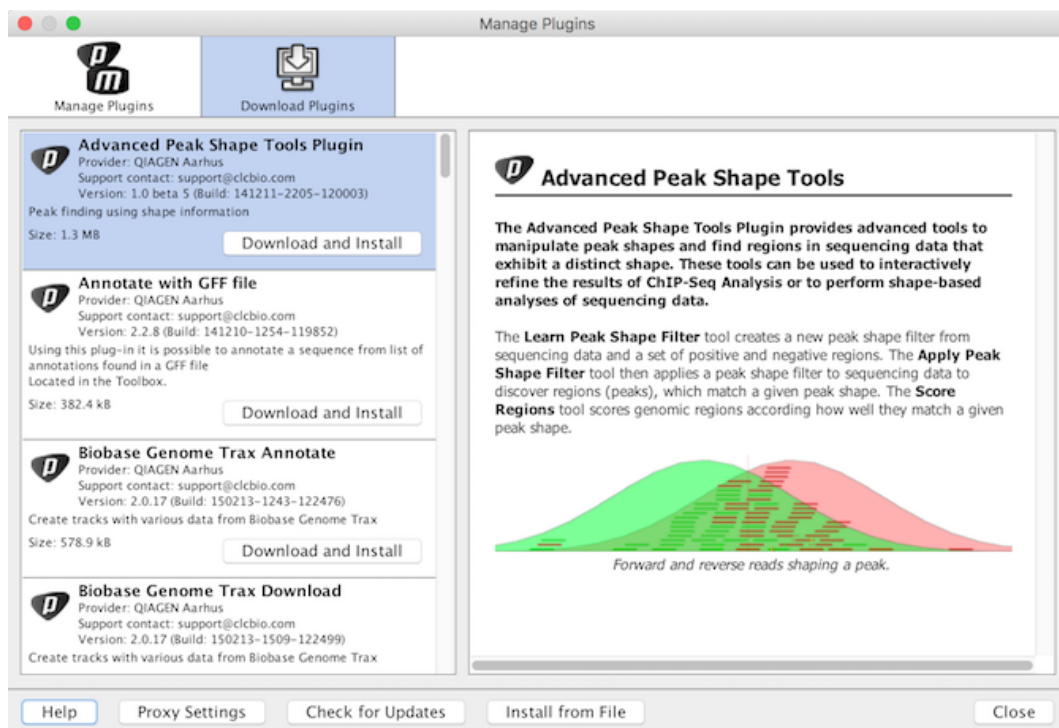 Manage Plugins
Manage Plugins
Download Plugins
Advanced Peak Shape Tools Plugin
Provider: QIAGEN Aarhus
Support contact: support@clcbio.com
Version: 1.0 beta 5 (Build: 141211-2205-120003)
Peak finding using shape information
Size: 1.3 MB
Download and Install
Annotate with GFF file
Provider: QIAGEN Aarhus
Support contact: support@clcbio.com
Version: 2.2.8 (Build: 141210-1254-119852)
Using this plug-in it is possible to annotate a sequence from list of
annotations found in a GFF file
Located in the Toolbox.
Size: 382.4 kB
Download and Install
Biobase Genome Trax Annotate
Provider: QIAGEN Aarhus
Support contact: support@clcbio.com
Version: 2.0.17 (Build: 150213-1243-122476)
Create tracks with various data from Biobase Genome Trax
Size: 578.9 kB
Download and Install
Biobase Genome Trax Download
Provider: QIAGEN Aarhus
Support contact: support@clcbio.com
Version: 2.0.17 (Build: 150213-1509-122499)
Create tracks with various data from Biobase Genome Trax
Advanced Peak Shape Tools
The Advanced Peak Shape Tools Plugin provides advanced tools to
manipulate peak shapes and find regions in sequencing data that
exhibit a distinct shape. These tools can be used to interactively
refine the results of ChIP-Seq Analysis or to perform shape-based
analyses of sequencing data.
The Learn Peak Shape Filter tool creates a new peak shape filter from
sequencing data and a set of positive and negative regions. The Apply Peak
Shape Filter tool then applies a peak shape filter to sequencing data to
discover regions (peaks), which match a given peak shape. The Score
Regions tool scores genomic regions according how well they match a given
peak shape.
Forward and reverse reads shaping a peak.
Help
Proxy Settings
Check for Updates
Install from File
Close